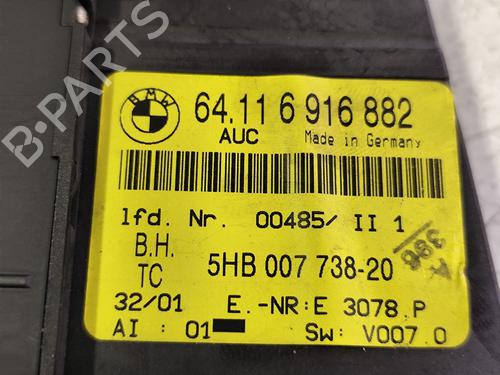 B-PARTS
BMW
64.11 6 916 882
AUC Made in Germany
lfd. Nr. 00485/ II 1
B.H.
TC 5HB 007 738-20
396
A
32/01 E.-NR:E 3078.P
AI : 01 Sw: V007.0